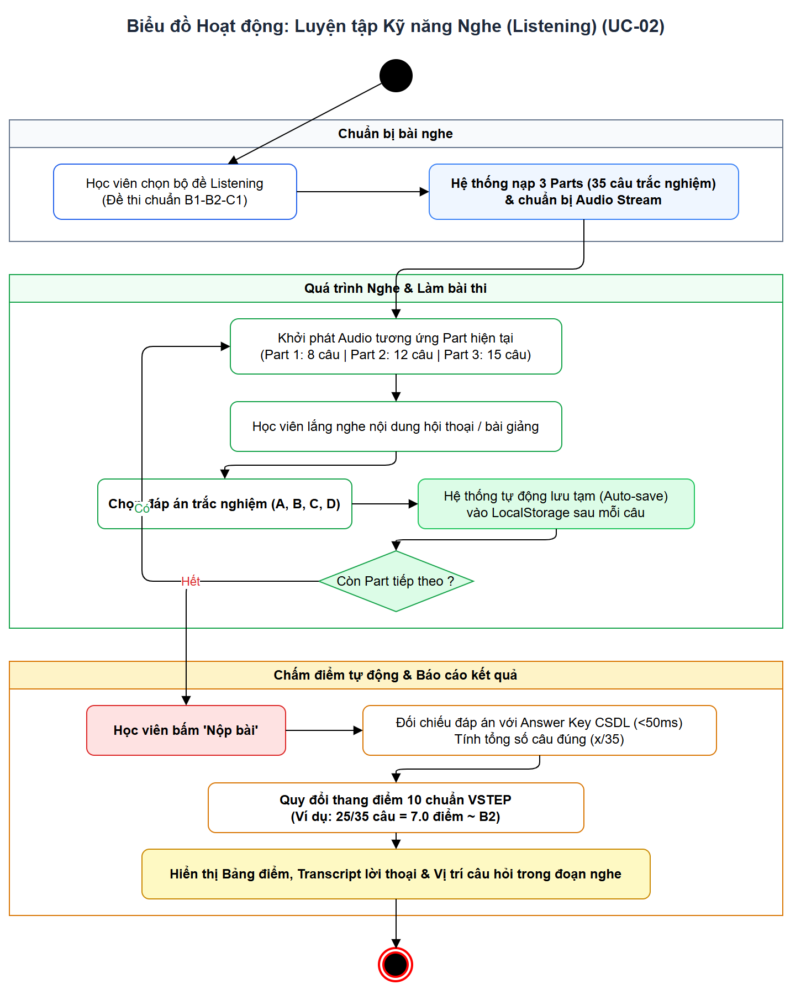 Biểu đồ Hoạt động: Luyện tập Kỹ năng Nghe (Listening) (UC-02)
Chuẩn bị bài nghe
Học viên chọn bộ đề Listening
(Đề thi chuẩn B1-B2-C1)
Hệ thống nạp 3 Parts (35 câu trắc nghiệm)
& chuẩn bị Audio Stream
Quá trình Nghe & Làm bài thi
Khởi phát Audio tương ứng Part hiện tại
(Part 1: 8 câu | Part 2: 12 câu | Part 3: 15 câu)
Học viên lắng nghe nội dung hội thoại / bài giảng
Chọn đáp án trắc nghiệm (A, B, C, D)
Có
Hệ thống tự động lưu tạm (Auto-save)
vào LocalStorage sau mỗi câu
Còn Part tiếp theo ?
Hết
Chấm điểm tự động & Báo cáo kết quả
Học viên bấm 'Nộp bài'
Đối chiếu đáp án với Answer Key CSDL (<50ms)
Tính tổng số câu đúng (x/35)
Quy đổi thang điểm 10 chuẩn VSTEP
(Ví dụ: 25/35 câu = 7.0 điểm ~ B2)
Hiển thị Bảng điểm, Transcript lời thoại & Vị trí câu hỏi trong đoạn nghe